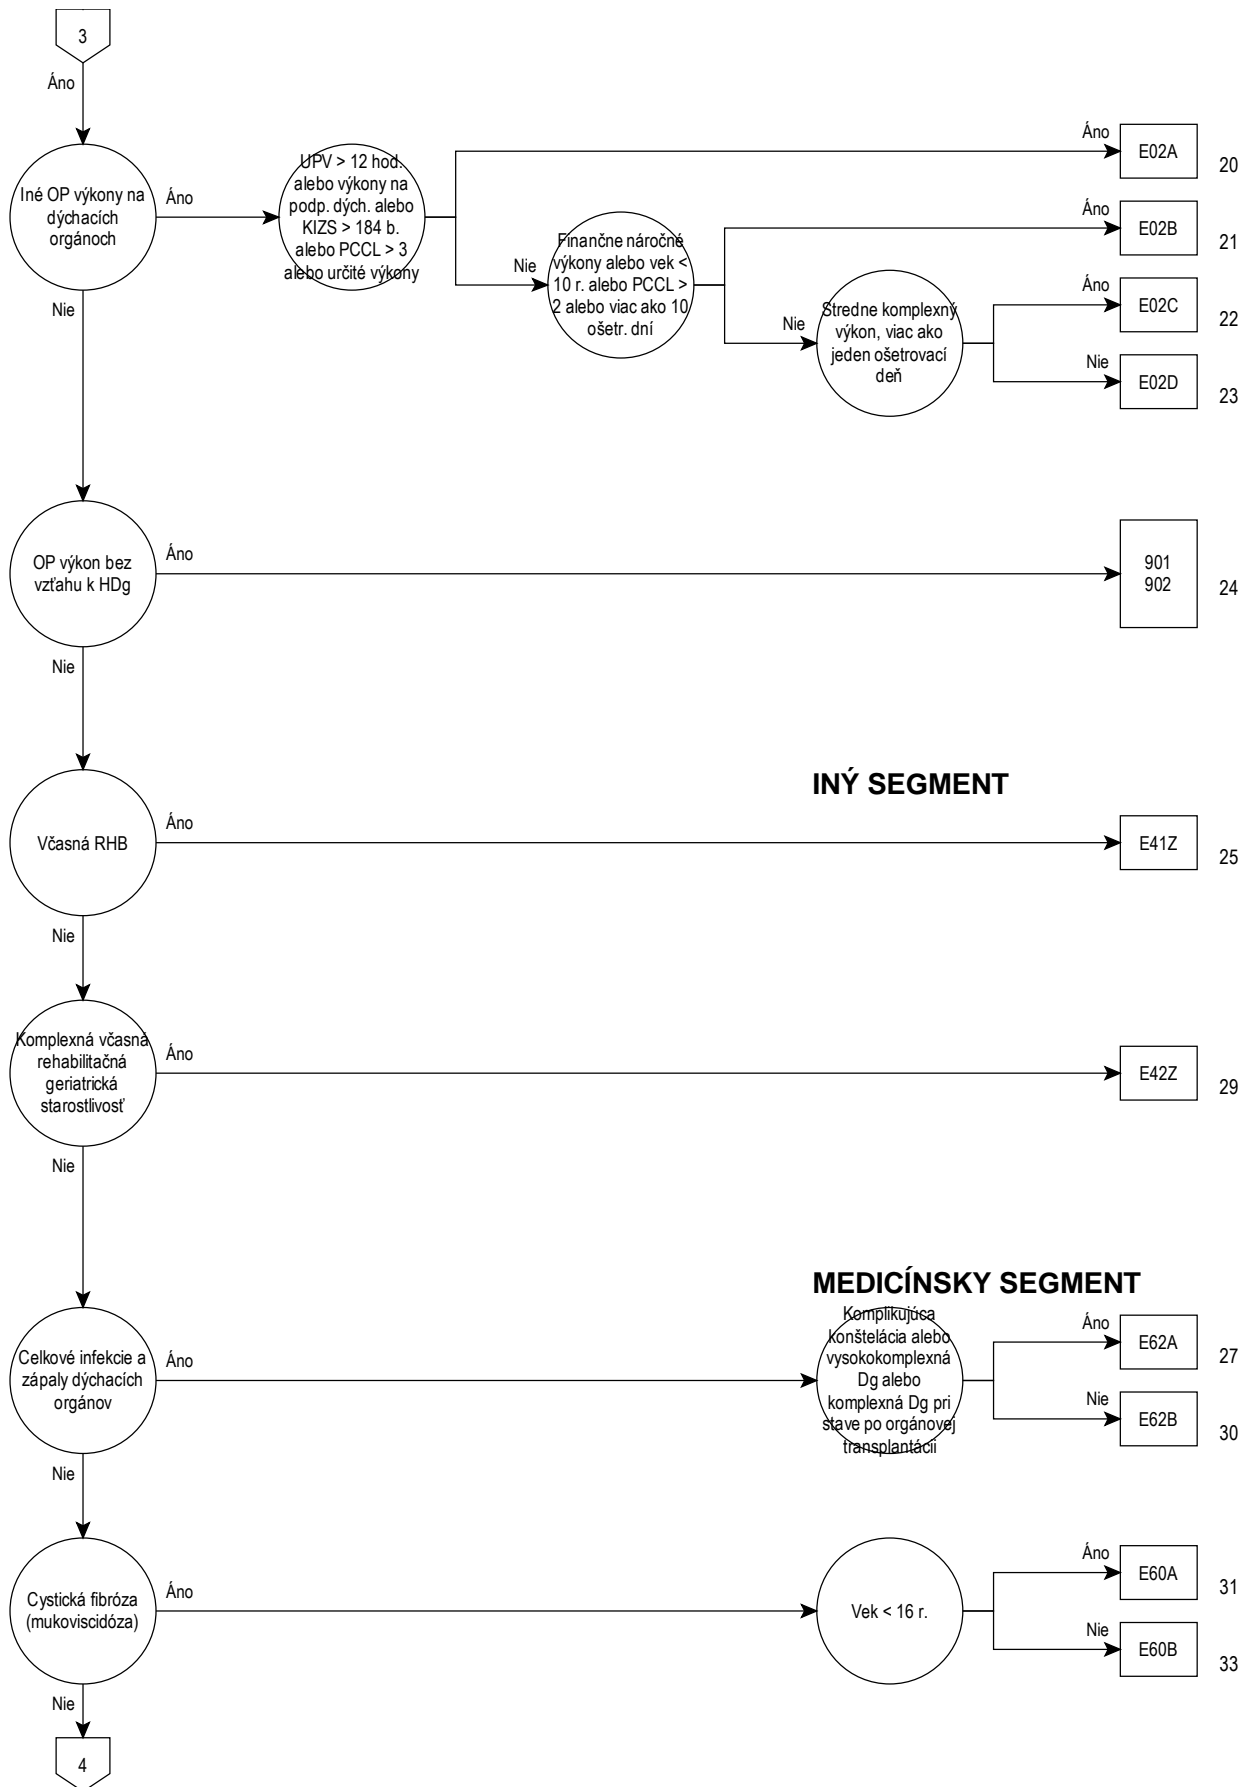 3
Áno
Iné OP výkony na
dýchacích
orgánoch
Áno
UPV > 12 hod.
alebo výkony na
podp. dých. alebo
KIZS > 184 b.
alebo PCCL > 3
alebo určité výkony
Áno
E02A
20
Nie
Finančne náročné
výkony alebo vek <
10 r. alebo PCCL >
2 alebo viac ako 10
ošetr. dní
Áno
E02B
21
Nie
Stredne komplexný
výkon, viac ako
jeden ošetrovací
deň
Áno
E02C
22
Nie
E02D
23
Nie
OP výkon bez
vzťahu k HDg
Áno
901
902
24
Nie
INÝ SEGMENT
Včasná RHB
Áno
E41Z
25
Nie
Komplexná včasná
rehabilitačná
geriatrická
starostlivosť
Áno
E42Z
29
Nie
MEDICÍNSKY SEGMENT
Celkové infekcie a
zápaly dýchacích
orgánov
Áno
Komplikujúca
konštelácia alebo
vysokokomplexná
Dg alebo
komplexná Dg pri
stave po orgánovej
transplantácii
Áno
E62A
27
Nie
E62B
30
Nie
Cystická fibróza
(mukoviscidóza)
Áno
Vek < 16 r.
Áno
E60A
31
Nie
E60B
33
Nie
4